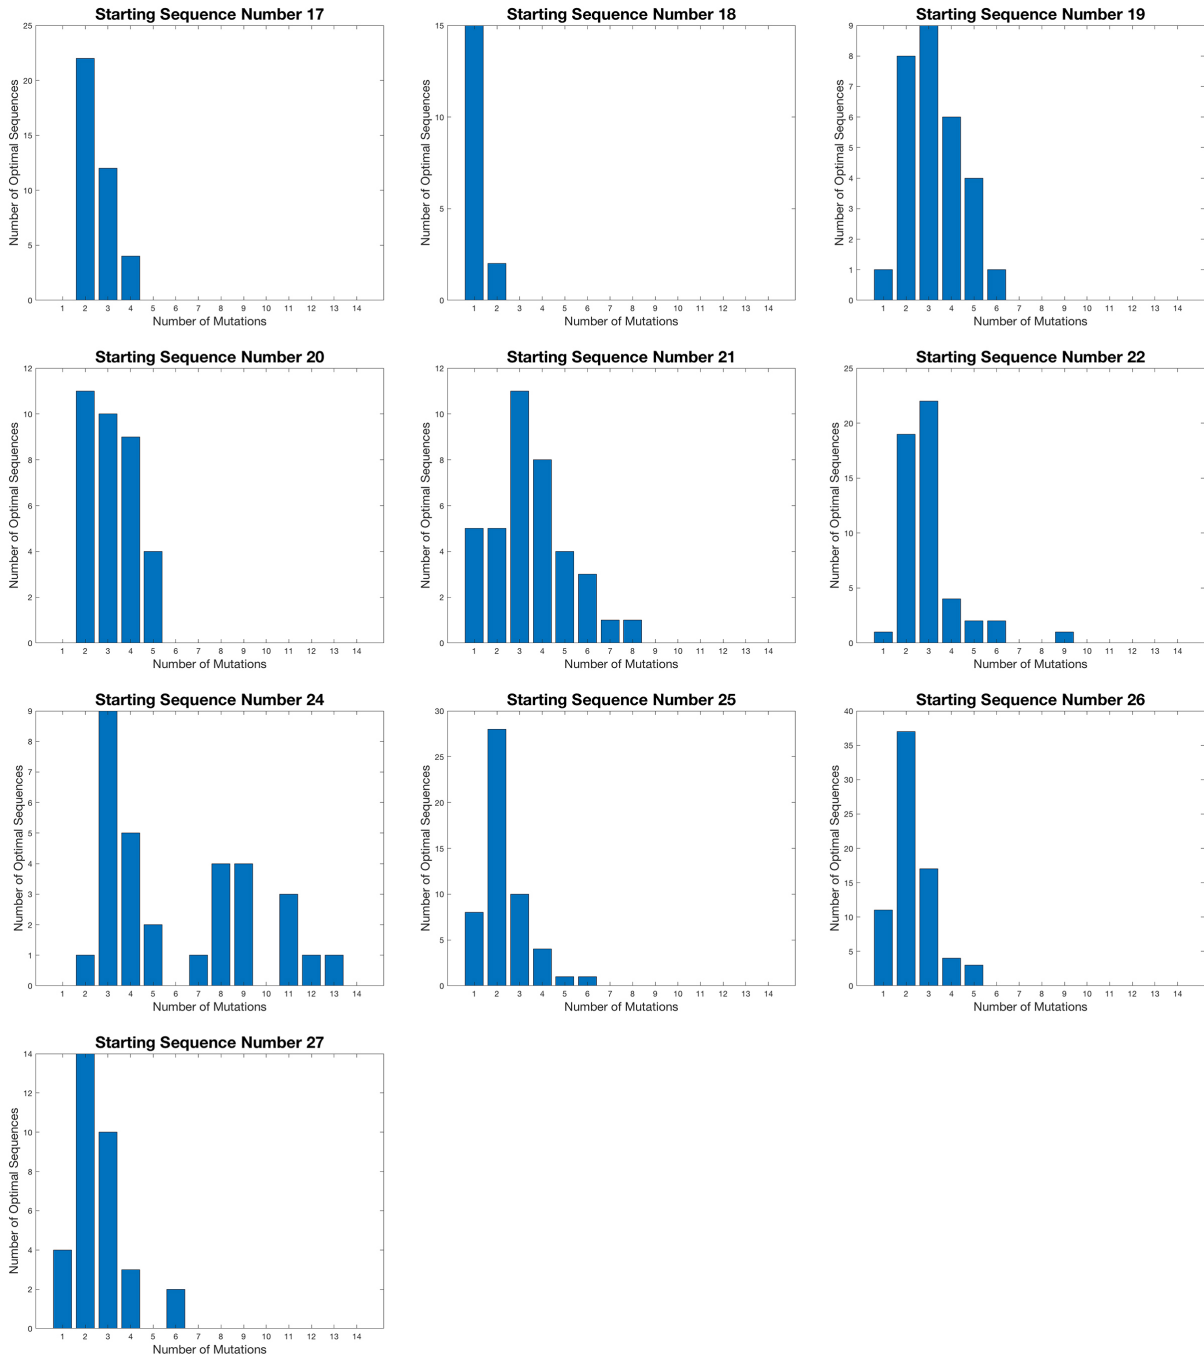 Starting Sequence Number 17
25
20
15
10
5
0
Number of Optimal Sequences
1 2 3 4 5 6 7 8 9 10 11 12 13 14
Number of Mutations
Starting Sequence Number 18
15
10
5
0
Number of Optimal Sequences
1 2 3 4 5 6 7 8 9 10 11 12 13 14
Number of Mutations
Starting Sequence Number 19
9
8
7
6
5
4
3
2
1
0
Number of Optimal Sequences
1 2 3 4 5 6 7 8 9 10 11 12 13 14
Number of Mutations
Starting Sequence Number 20
12
10
8
6
4
2
0
Number of Optimal Sequences
1 2 3 4 5 6 7 8 9 10 11 12 13 14
Number of Mutations
Starting Sequence Number 21
12
10
8
6
4
2
0
Number of Optimal Sequences
1 2 3 4 5 6 7 8 9 10 11 12 13 14
Number of Mutations
Starting Sequence Number 22
25
20
15
10
5
0
Number of Optimal Sequences
1 2 3 4 5 6 7 8 9 10 11 12 13 14
Number of Mutations
Starting Sequence Number 24
9
8
7
6
5
4
3
2
1
0
Number of Optimal Sequences
1 2 3 4 5 6 7 8 9 10 11 12 13 14
Number of Mutations
Starting Sequence Number 25
30
25
20
15
10
5
0
Number of Optimal Sequences
1 2 3 4 5 6 7 8 9 10 11 12 13 14
Number of Mutations
Starting Sequence Number 26
40
35
30
25
20
15
10
5
0
Number of Optimal Sequences
1 2 3 4 5 6 7 8 9 10 11 12 13 14
Number of Mutations
Starting Sequence Number 27
14
12
10
8
6
4
2
0
Number of Optimal Sequences
1 2 3 4 5 6 7 8 9 10 11 12 13 14
Number of Mutations